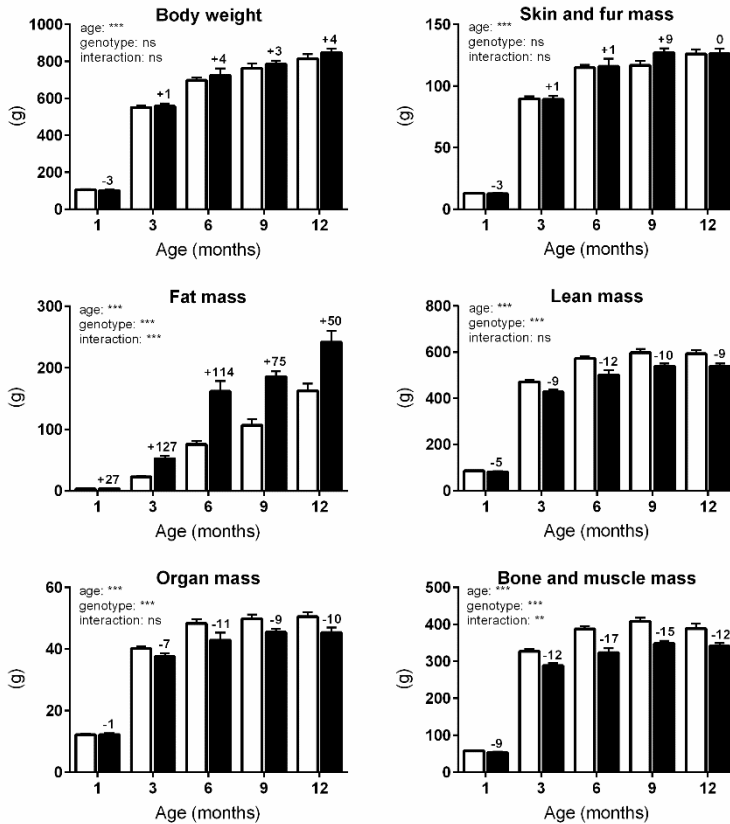 Body weight
age: ***
genotype: ns
interaction: ns
1000
800
600
400
200
0
(g)
-3
+1
+4
+3
+4
1 3 6 9 12
Age (months)
Skin and fur mass
age: ***
genotype: ns
interaction: ns
150
100
50
0
(g)
-3
+1
+1
+9
0
1 3 6 9 12
Age (months)
Fat mass
age: ***
genotype: ***
interaction: ***
300
200
100
0
(g)
+27
+127
+114
+75
+50
1 3 6 9 12
Age (months)
Lean mass
age: ***
genotype: ***
interaction: ns
800
600
400
200
0
(g)
-5
-9
-12
-10
-9
1 3 6 9 12
Age (months)
Organ mass
age: ***
genotype: ***
interaction: ns
60
40
20
0
(g)
-1
-7
-11
-9
-10
1 3 6 9 12
Age (months)
Bone and muscle mass
age: ***
genotype: ***
interaction: **
500
400
300
200
100
0
(g)
-9
-12
-17
-15
-12
1 3 6 9 12
Age (months)